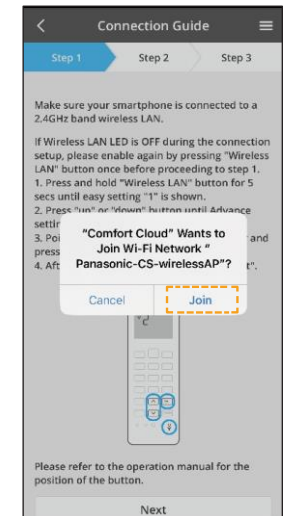 Connection Guide
Step 1 Step 2 Step 3
Make sure your smartphone is connected to a
2.4GHz band wireless LAN.
If Wireless LAN LED is OFF during the connection
setup, please enable again by pressing "Wireless
LAN" button once before proceeding to step 1.
1. Press and hold "Wireless LAN" button for 5
secs until easy setting "1" is shown.
2. Press "up" or "down" button until Advance
3. and
press
4.
"Comfort Cloud" Wants to
Join Wi-Fi Network "
Panasonic-CS-wirelessAP"?
Cancel Join
°C
Please refer to the operation manual for the
position of the button.
Next